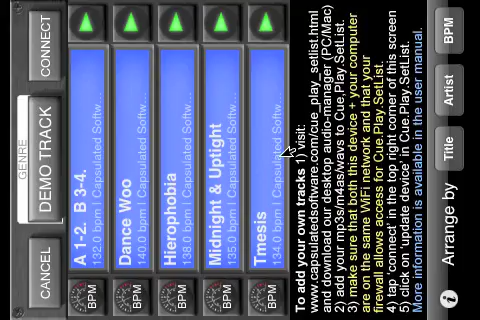 CANCEL
GENRE
DEMO TRACK
CONNECT
BPM
A 1-2. B 3-4.
132.0 bpm | Capsulated Softw...
BPM
Dance Woo
140.0 bpm | Capsulated Softw...
BPM
Hierophobia
138.0 bpm | Capsulated Softw...
BPM
Midnight & Uptight
135.0 bpm | Capsulated Softw...
BPM
Tmesis
134.0 bpm | Capsulated Softw...
To add your own tracks 1) visit:
www.capsulatedsoftware.com/cue_play_setlist.html
and download our desktop audio-manager (PC/Mac)
2) add your mp3s/m4as/wavs to Cue.Play.SetList.
3) make sure that both this device + your computer
are on the same WiFi network and that your
firewall allows access for Cue.Play.SetList.
4) tap 'connect' in the top right corner of this screen
5) click on 'update device' in Cue.Play.SetList.
More information is available in the user manual.
i Arrange by Title Artist BPM